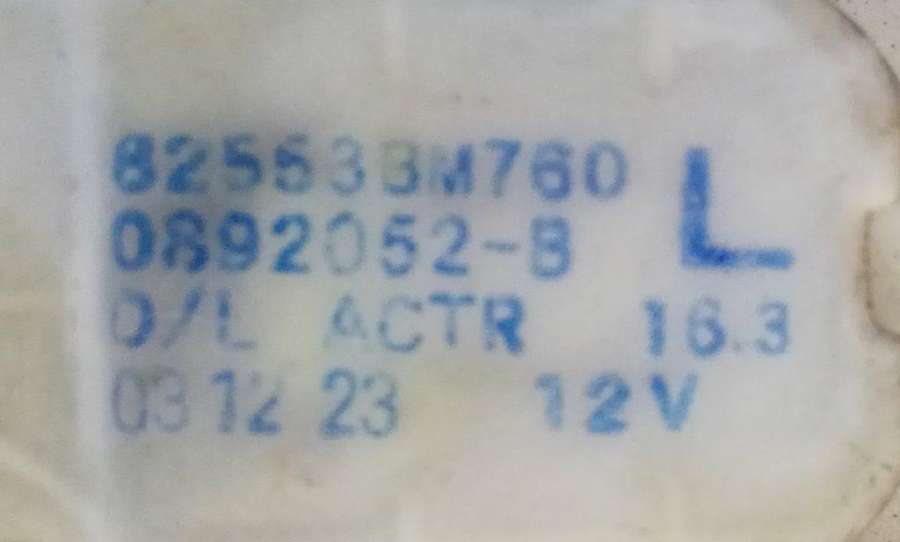 825533M760 L
0892052-B
D/L ACTR 16.3
03 12 23 12V